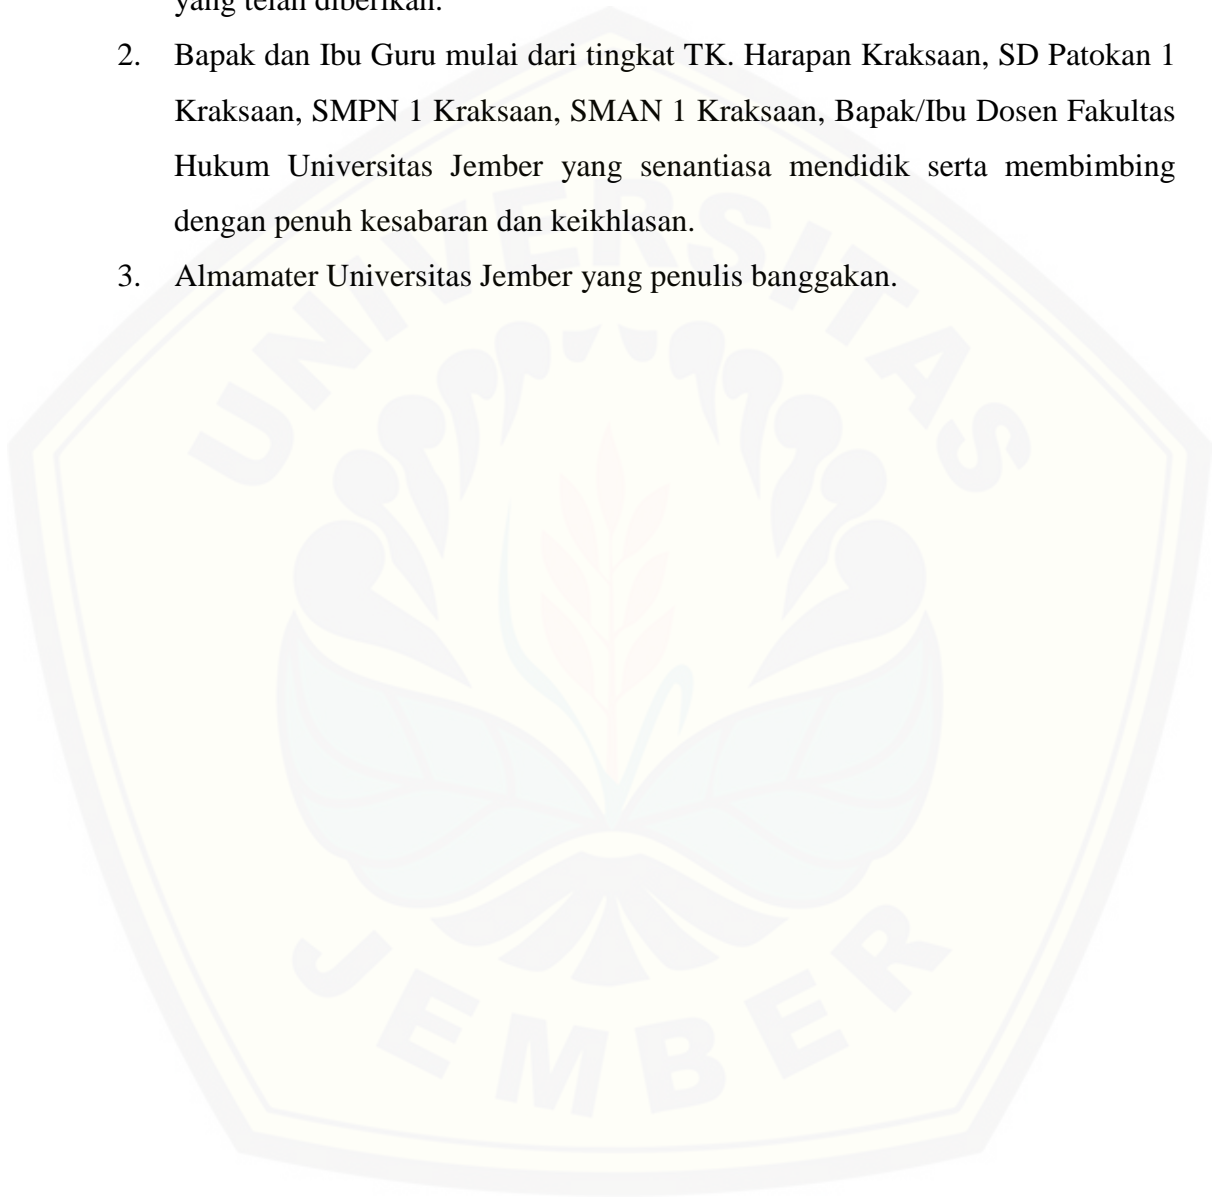 yang telah diberikan.
2. Bapak dan Ibu Guru mulai dari tingkat TK. Harapan Kraksaan, SD Patokan 1
Kraksaan, SMPN 1 Kraksaan, SMAN 1 Kraksaan, Bapak/Ibu Dosen Fakultas
Hukum Universitas Jember yang senantiasa mendidik serta membimbing
dengan penuh kesabaran dan keikhlasan.
3. Almamater Universitas Jember yang penulis banggakan.
UNIVERSITAS
JEMBER